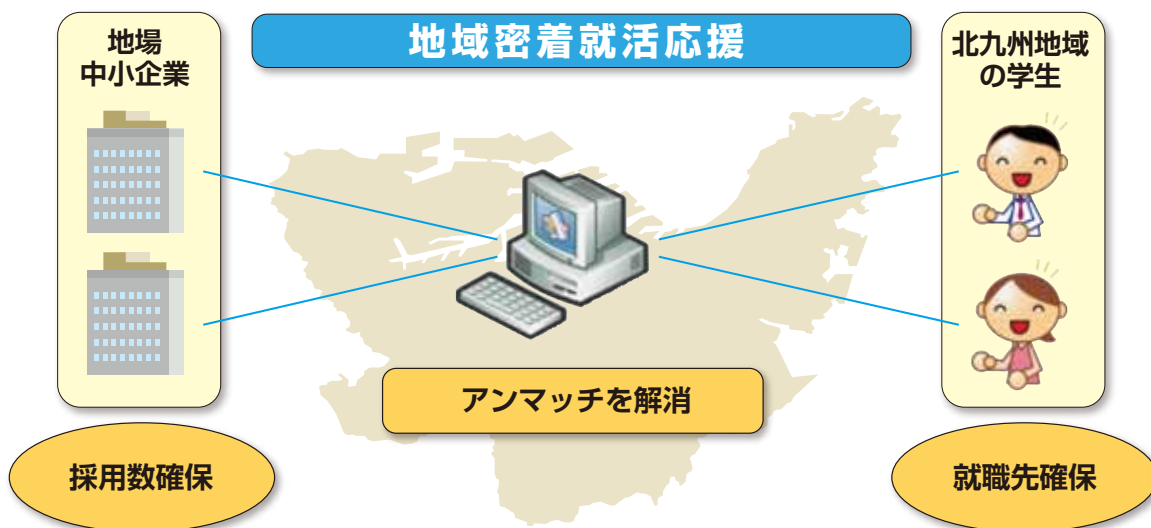 地域密着就活応援
地場
中小企業
北九州地域
の学生
アンマッチを解消
採用数確保
就職先確保